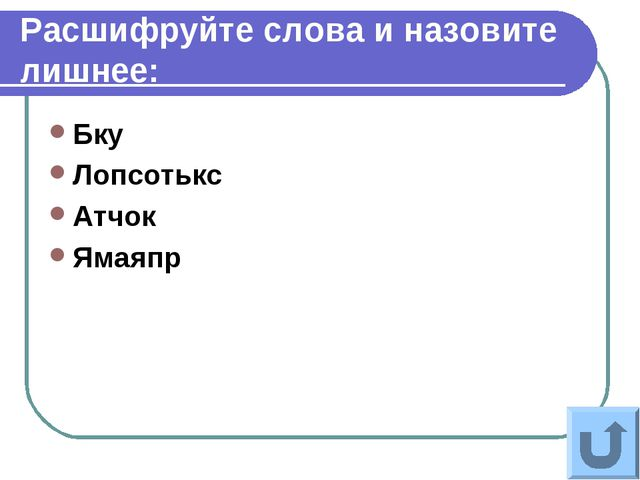 Расшифруйте слова и назовите
лишнее:
Бку
Лопсотькс
Атчок
Ямаяпр